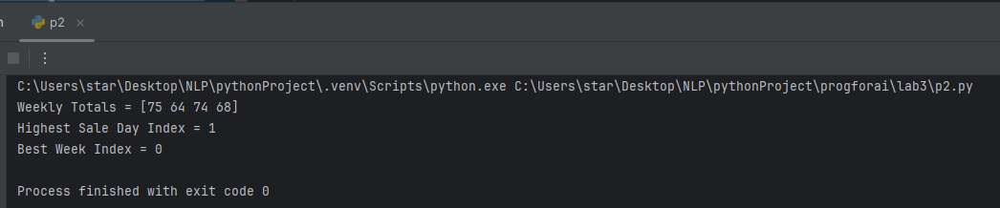 p2 ×
C:\Users\star\Desktop\NLP\pythonProject\.venv\Scripts\python.exe C:\Users\star\Desktop\NLP\pythonProject\progforai\lab3\p2.py
Weekly Totals = [75 64 74 68]
Highest Sale Day Index = 1
Best Week Index = 0
Process finished with exit code 0